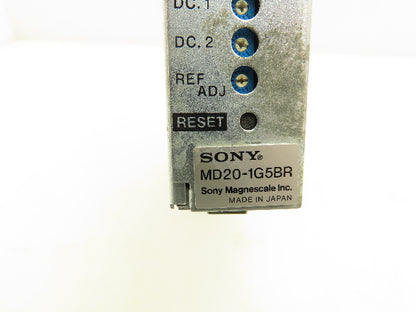 DC. 1
DC. 2
REF
ADJ
RESET
SONY®
MD20-1G5BR
Sony Magnescale Inc.
MADE IN JAPAN